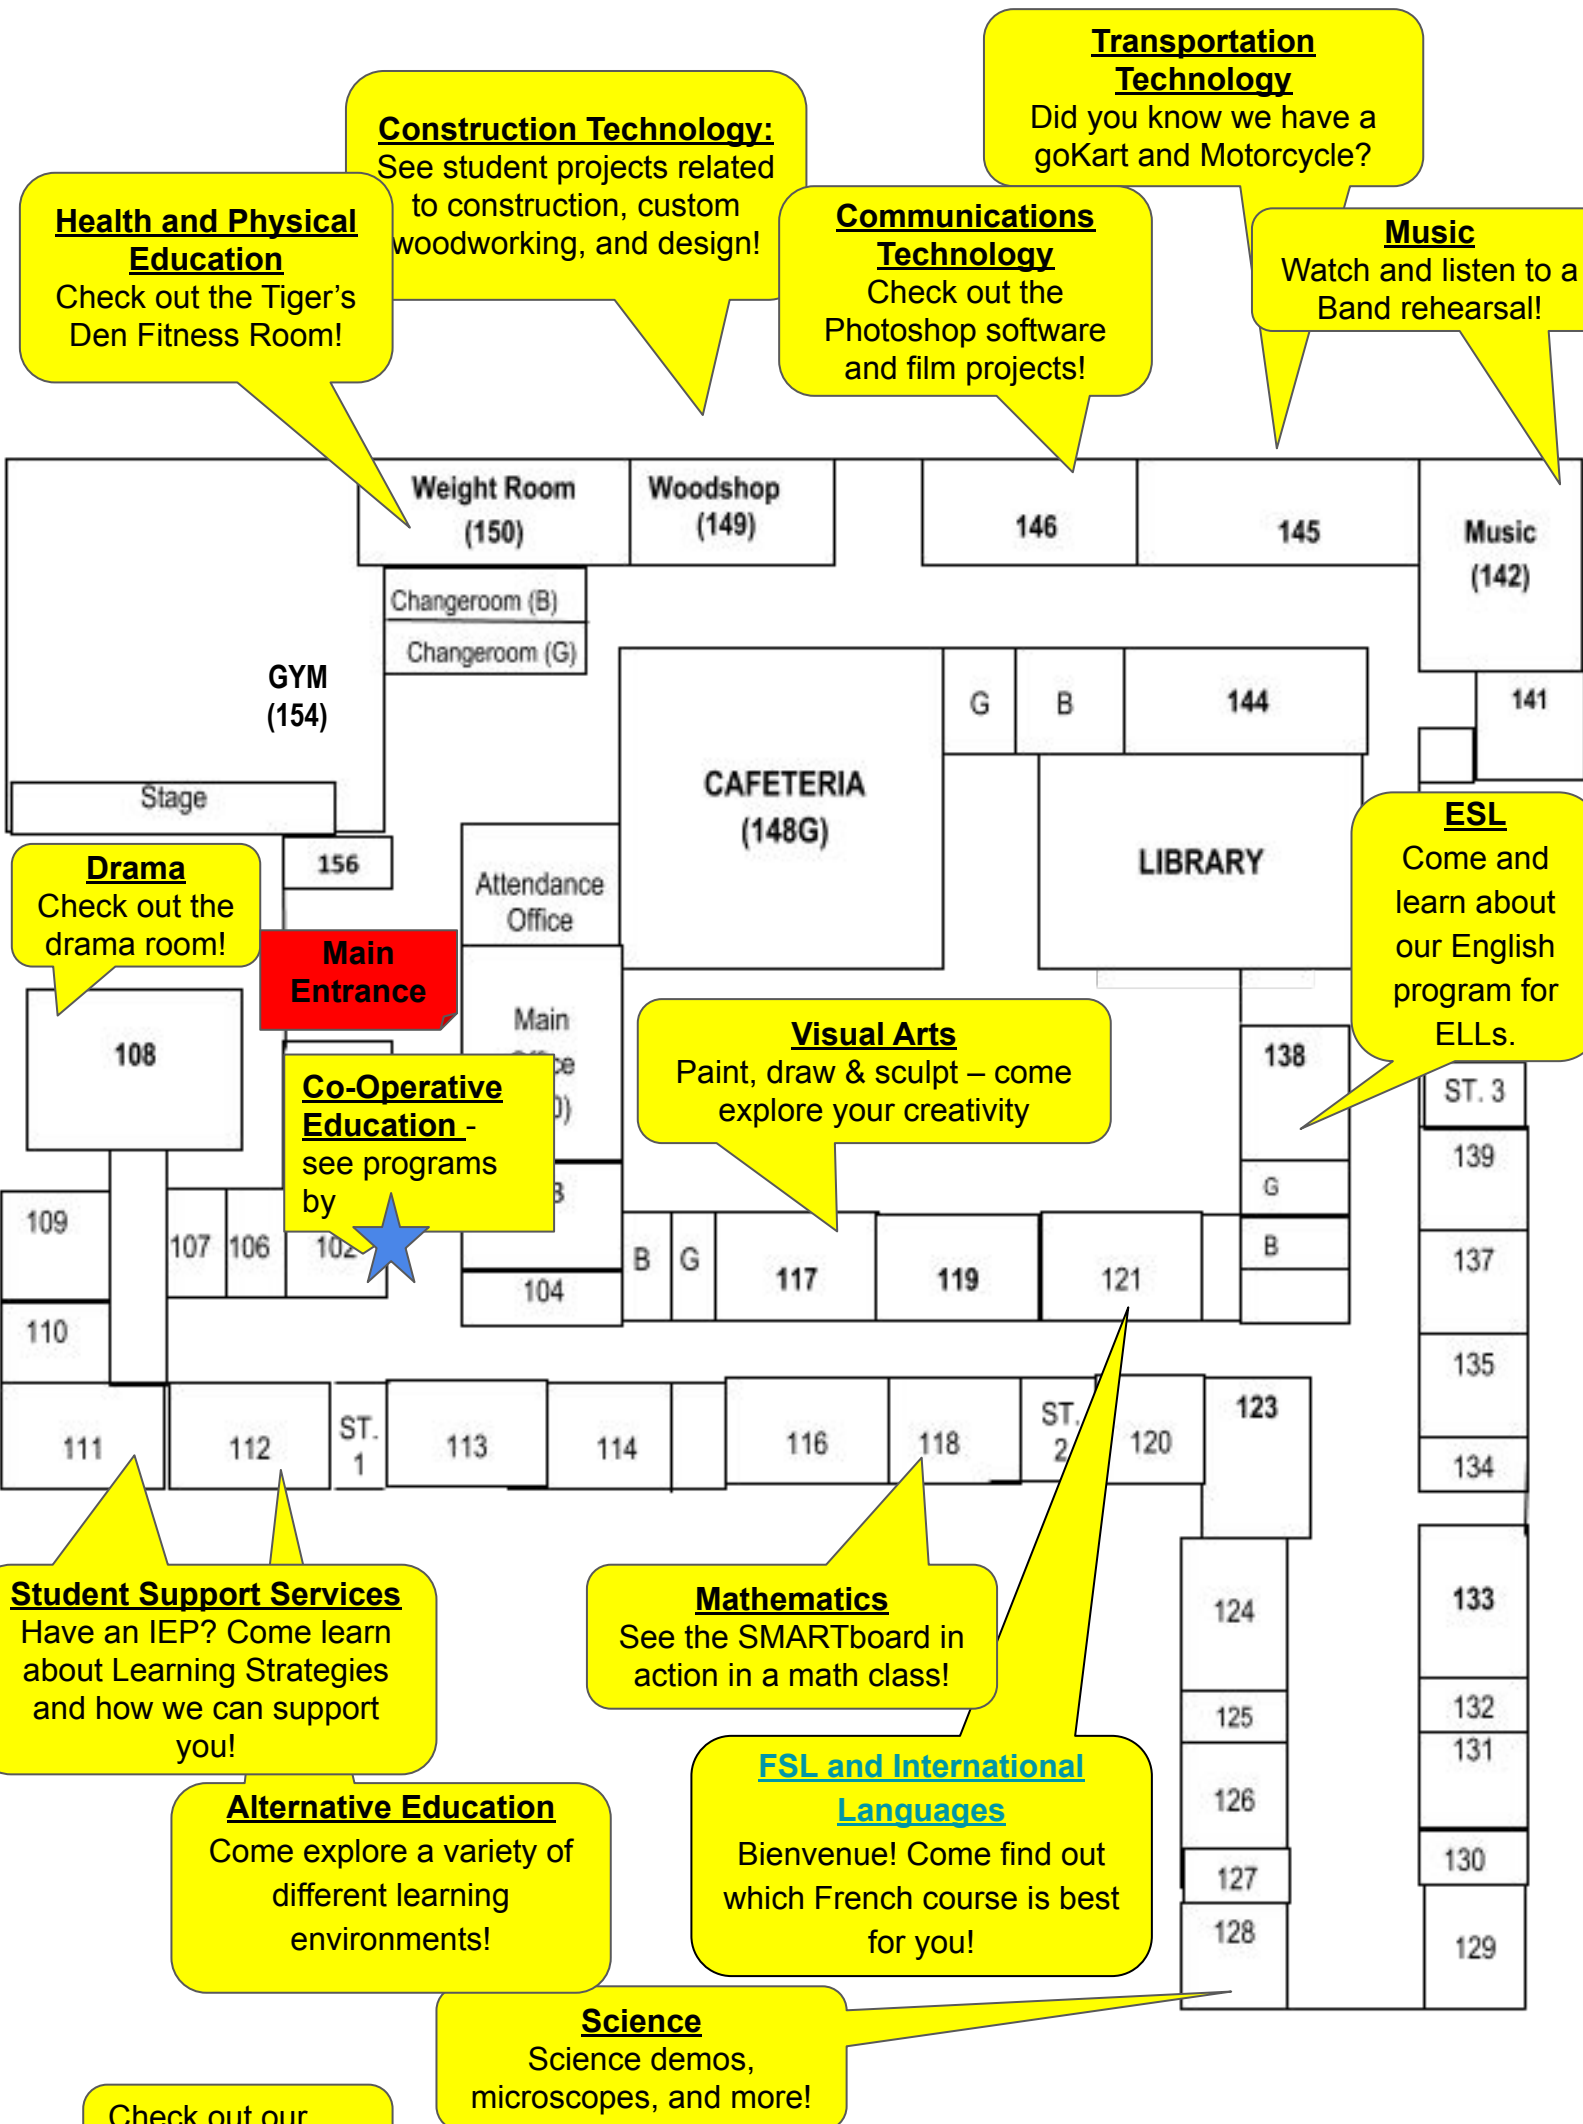 Transportation
Technology
Did you know we have a
goKart and Motorcycle?
Construction Technology:
See student projects related
to construction, custom
woodworking, and design!
Health and Physical
Education
Check out the Tiger’s
Den Fitness Room!
Communications
Technology
Check out the
Photoshop software
and film projects!
Music
Watch and listen to a
Band rehearsal!
Weight Room
(150)
Woodshop
(149)
146
145
Music
(142)
Changeroom (B)
Changeroom (G)
GYM
(154)
Stage
G
B
144
141
CAFETERIA
(148G)
LIBRARY
156
Attendance
Office
ESL
Come and
learn about
our English
program for
ELLs.
Drama
Check out the
drama room!
Main
Entrance
108
Main
Visual Arts
Paint, draw & sculpt – come
explore your creativity
138
ST. 3
Co-Operative
Education -
see programs
by
139
G
B
109
107
106
102
B
G
117
119
121
137
104
110
135
111
112
ST.
1
113
114
116
118
ST.
2
120
123
134
Student Support Services
Have an IEP? Come learn
about Learning Strategies
and how we can support
you!
Mathematics
See the SMARTboard in
action in a math class!
124
133
125
132
131
FSL and International
Languages
Bienvenue! Come find out
which French course is best
for you!
126
Alternative Education
Come explore a variety of
different learning
environments!
127
130
128
129
Science
Science demos,
microscopes, and more!
Check out our